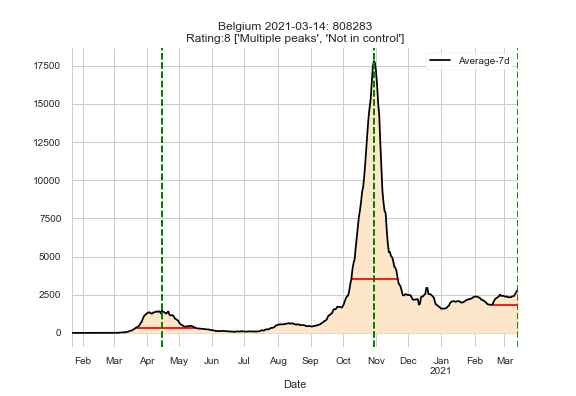 Belgium 2021-03-14: 808283
Rating:8 ['Multiple peaks', 'Not in control']
Average-7d
17500
15000
12500
10000
7500
5000
2500
0
Feb Mar Apr May Jun Jul Aug Sep Oct Nov Dec Jan Feb Mar
2021
Date